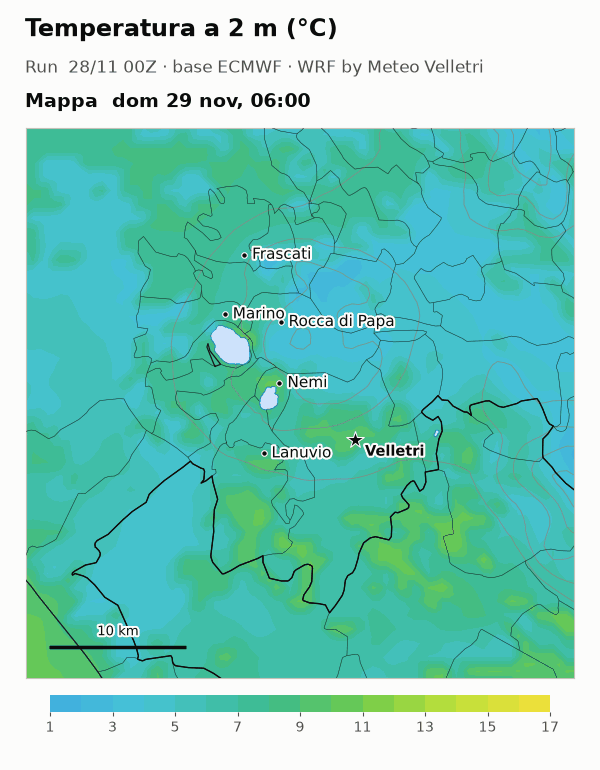 Temperatura a 2 m (°C)
Run  28/11 00Z · base ECMWF · WRF by Meteo Velletri
Mappa  dom 29 nov, 06:00
Frascati
Marino
Rocca di Papa
Nemi
Velletri
Lanuvio
10 km
1 3 5 7 9 11 13 15 17